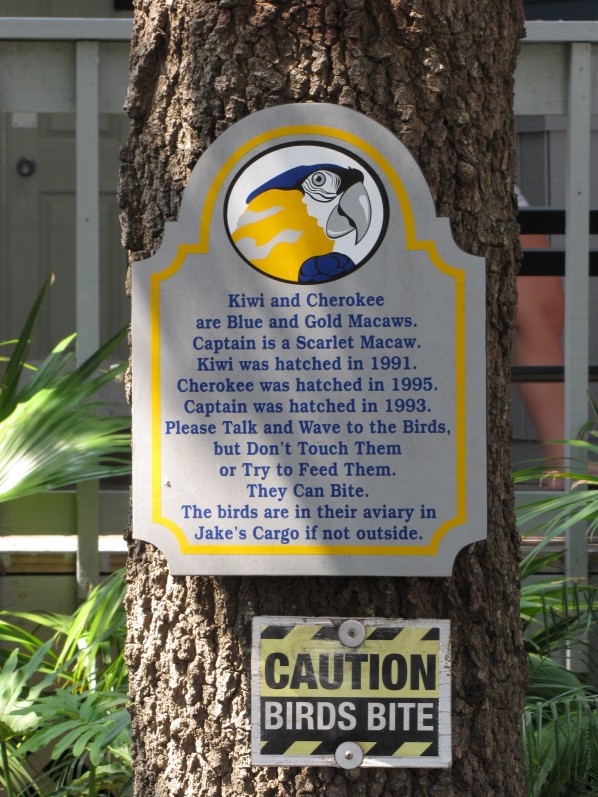 Kiwi and Cherokee
are Blue and Gold Macaws.
Captain is a Scarlet Macaw.
Kiwi was hatched in 1991.
Cherokee was hatched in 1995.
Captain was hatched in 1993.
Please Talk and Wave to the Birds,
but Don't Touch Them
or Try to Feed Them.
They Can Bite.
The birds are in their aviary in
Jake's Cargo if not outside.
CAUTION
BIRDS BITE